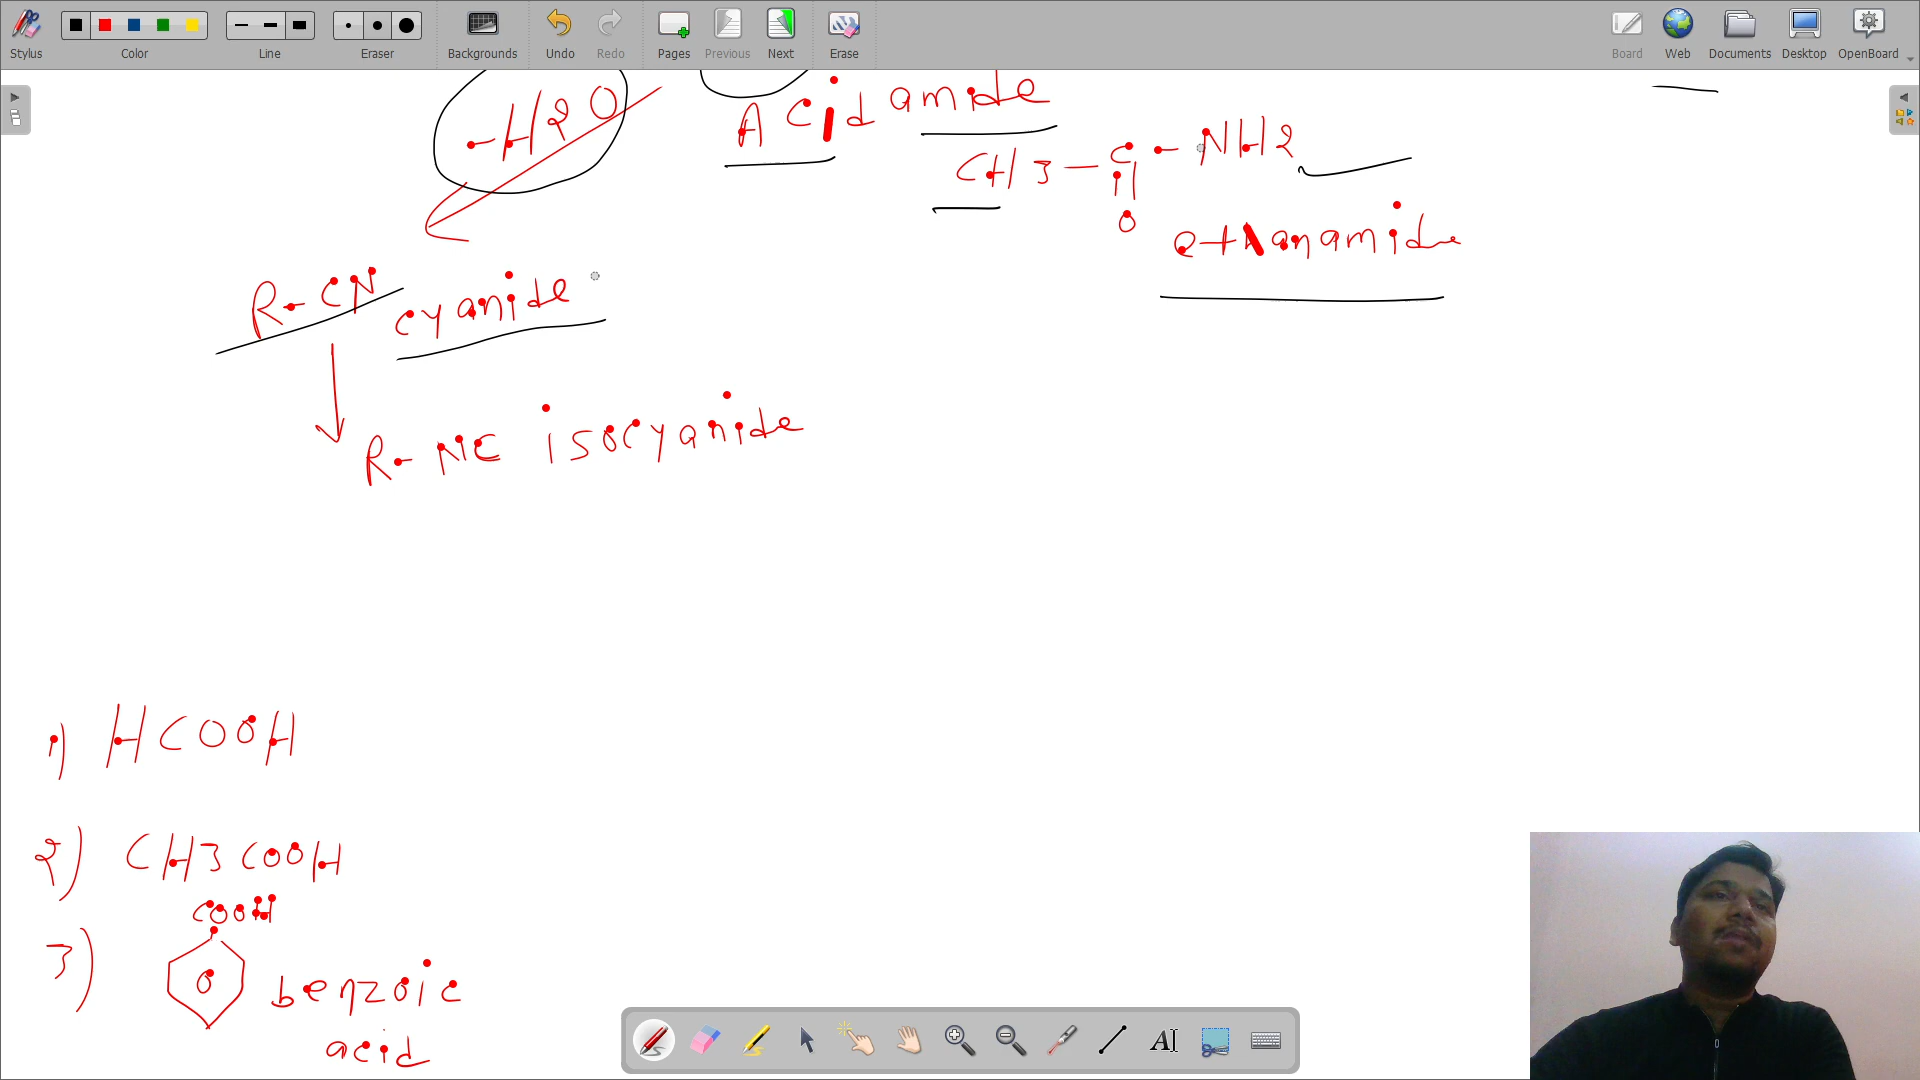 Stylus Color Line Eraser Backgrounds Undo Redo Pages Previous Next Erase Board Web Documents Desktop OpenBoard
-H2O
Acid amide
CH3-C-NH2
O
ethanamide
R-CN cyanide
R-NC isocyanide
1) HCOOH
2) CH3COOH
COOH
3) benzoic
acid
AI